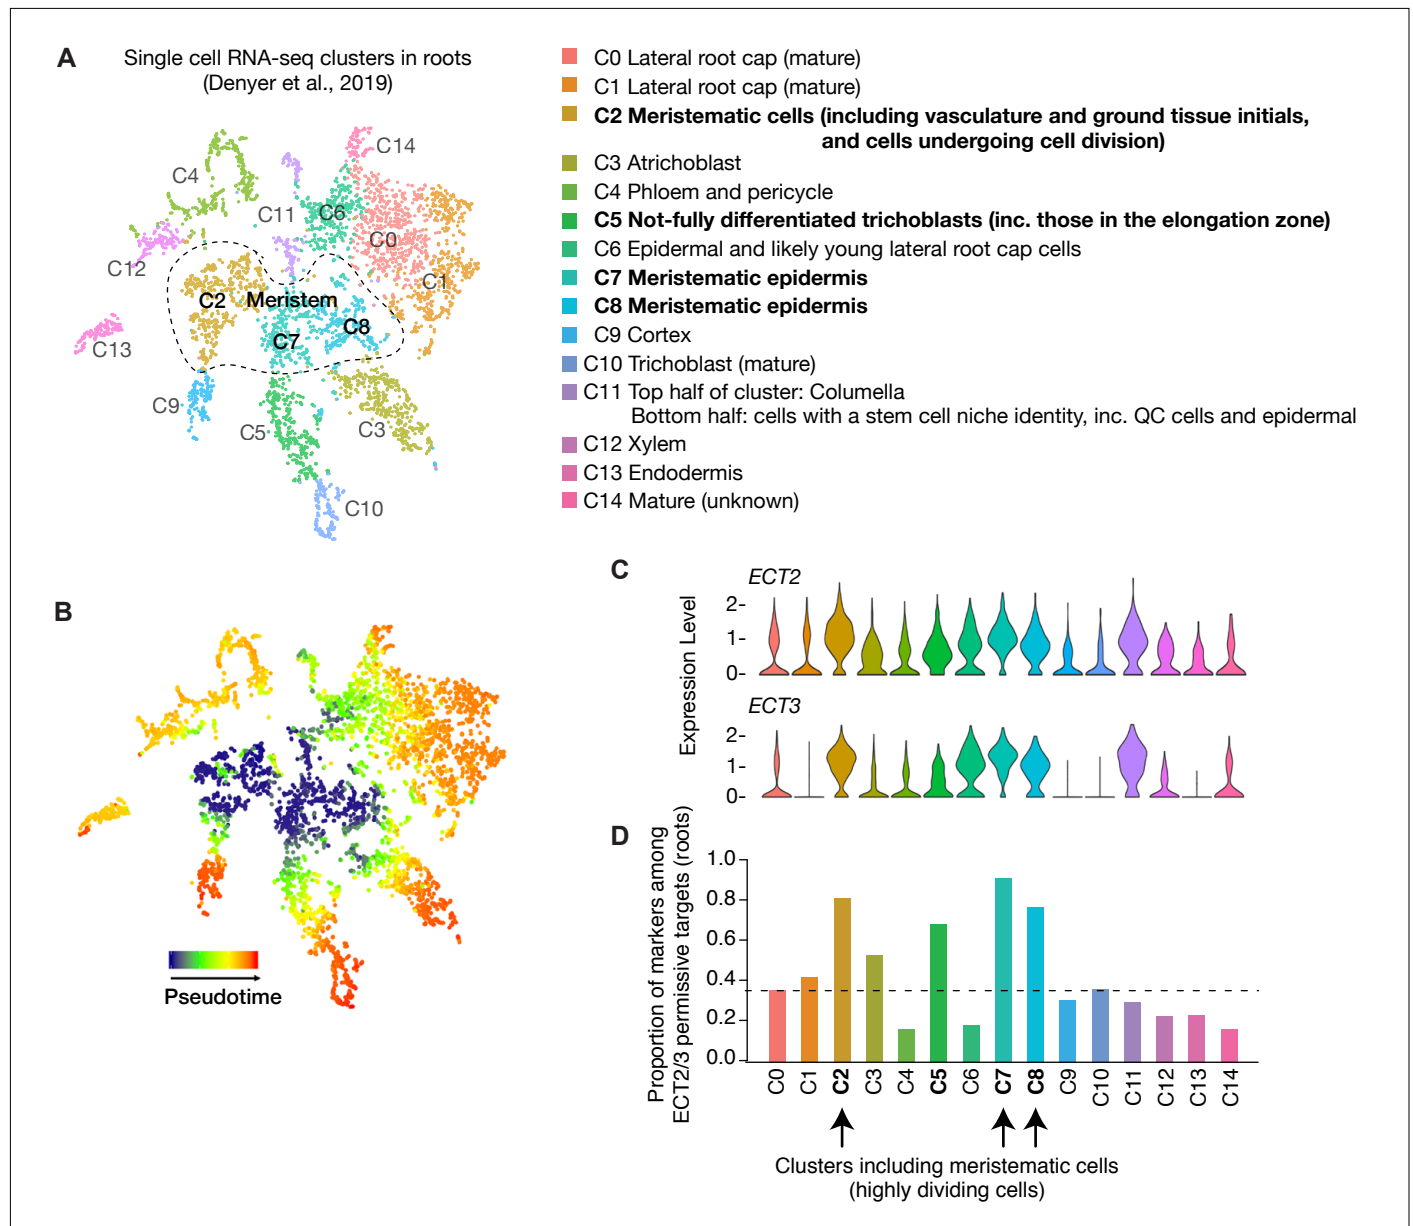 A
Single cell RNA-seq clusters in roots
(Denyer et al., 2019)
C14
C4
C11
C6
C0
C12
C1
C2
Meristem
C7
C8
C13
C9
C5
C3
C10
C0 Lateral root cap (mature)
C1 Lateral root cap (mature)
C2 Meristematic cells (including vasculature and ground tissue initials,
and cells undergoing cell division)
C3 Atrichoblast
C4 Phloem and pericycle
C5 Not-fully differentiated trichoblasts (inc. those in the elongation zone)
C6 Epidermal and likely young lateral root cap cells
C7 Meristematic epidermis
C8 Meristematic epidermis
C9 Cortex
C10 Trichoblast (mature)
C11 Top half of cluster: Columella
Bottom half: cells with a stem cell niche identity, inc. QC cells and epidermal
C12 Xylem
C13 Endodermis
C14 Mature (unknown)
B
Pseudotime
C
ECT2
2-
1-
0-
ECT3
2-
1-
0-
Expression Level
D
Proportion of markers among
ECT2/3 permissive targets (roots)
1.0
0.8
0.6
0.4
0.2
0.0
C0
C1
C2
C3
C4
C5
C6
C7
C8
C9
C10
C11
C12
C13
C14
Clusters including meristematic cells
(highly dividing cells)